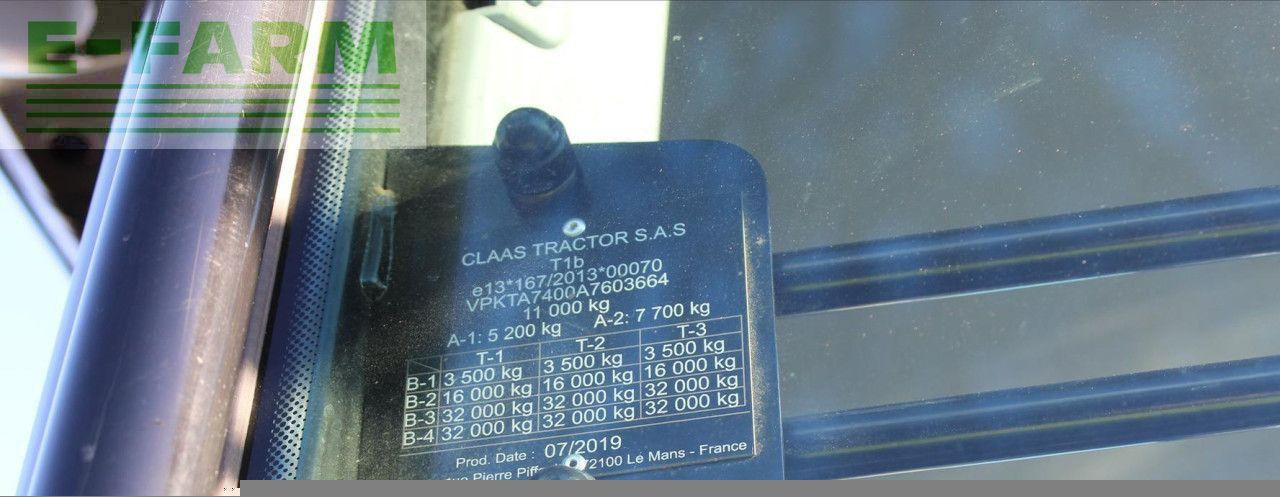 E-FARM
CLAAS TRACTOR S.A.S
T1b
e13*167/2013*00070
VPKTA7400A7603664
11 000 kg
A-1: 5 200 kg A-2: 7 700 kg
T-1 T-2 T-3
B-1 3 500 kg 3 500 kg 3 500 kg
B-2 16 000 kg 16 000 kg 16 000 kg
B-3 32 000 kg 32 000 kg 32 000 kg
B-4 32 000 kg 32 000 kg 32 000 kg
Prod. Date : 07/2019
Pierre Le Mans - France